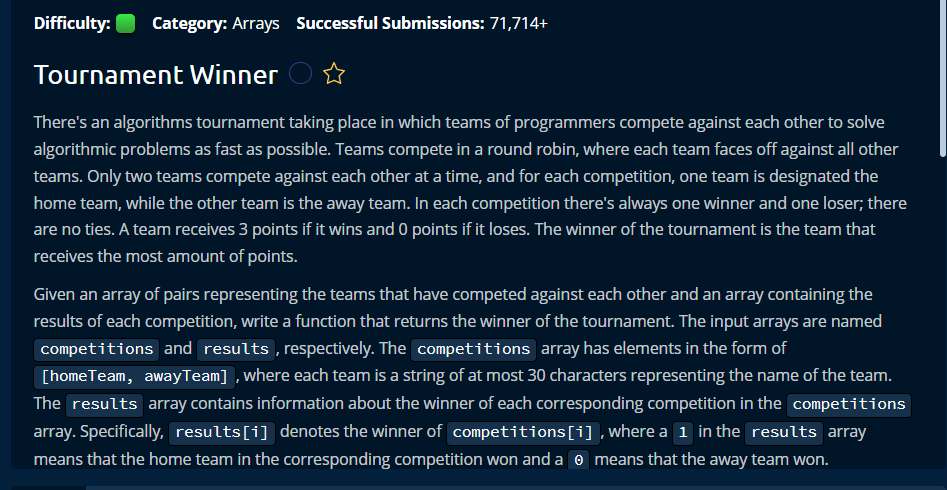 Difficulty: Category: Arrays Successful Submissions: 71,714+
Tournament Winner
There's an algorithms tournament taking place in which teams of programmers compete against each other to solve
algorithmic problems as fast as possible. Teams compete in a round robin, where each team faces off against all other
teams. Only two teams compete against each other at a time, and for each competition, one team is designated the
home team, while the other team is the away team. In each competition there's always one winner and one loser; there
are no ties. A team receives 3 points if it wins and 0 points if it loses. The winner of the tournament is the team that
receives the most amount of points.
Given an array of pairs representing the teams that have competed against each other and an array containing the
results of each competition, write a function that returns the winner of the tournament. The input arrays are named
competitions and results, respectively. The competitions array has elements in the form of
[homeTeam, awayTeam], where each team is a string of at most 30 characters representing the name of the team.
The results array contains information about the winner of each corresponding competition in the competitions
array. Specifically, results[i] denotes the winner of competitions[i], where a 1 in the results array
means that the home team in the corresponding competition won and a 0 means that the away team won.